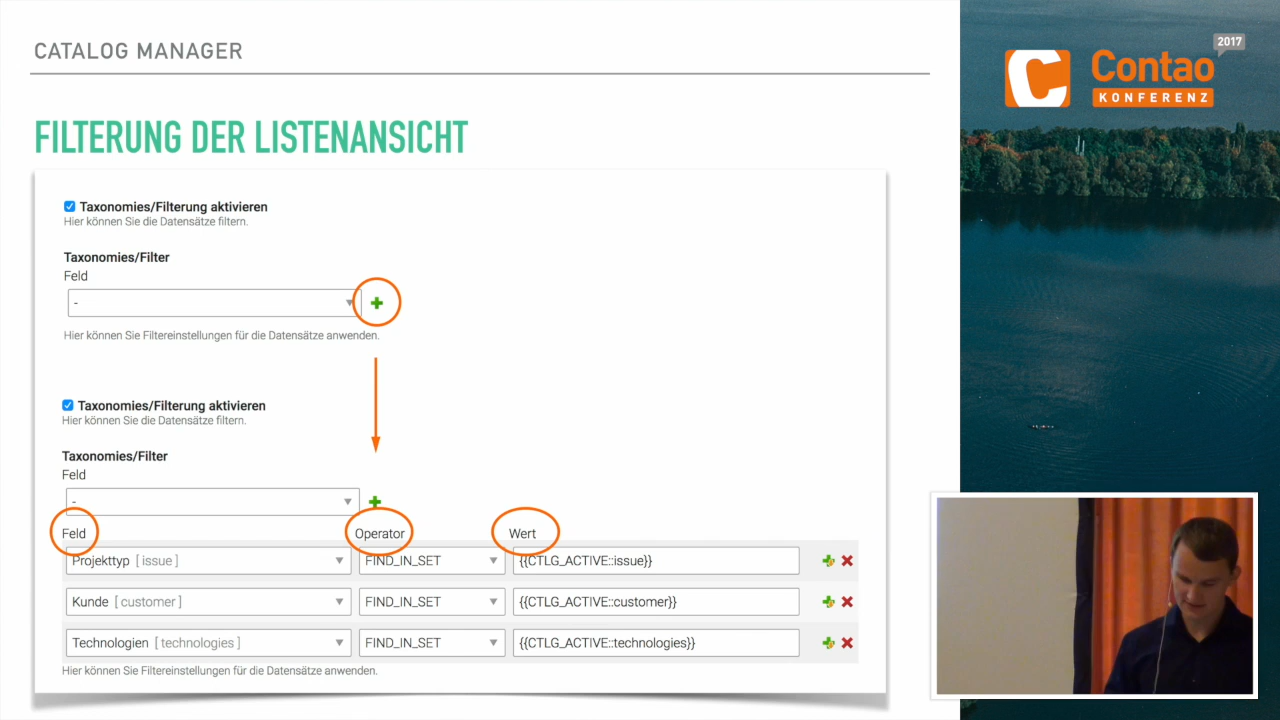 CATALOG MANAGER
FILTERUNG DER LISTENANSICHT
Taxonomies/Filterung aktivieren
Hier können Sie die Datensätze filtern.
Taxonomies/Filter
Feld
-
Hier können Sie Filtereinstellungen für die Datensätze anwenden.
Taxonomies/Filterung aktivieren
Hier können Sie die Datensätze filtern.
Taxonomies/Filter
Feld
-
Feld Operator Wert
Projekttyp [ issue ] FIND_IN_SET {{CTLG_ACTIVE::issue}}
Kunde [ customer ] FIND_IN_SET {{CTLG_ACTIVE::customer}}
Technologien [ technologies ] FIND_IN_SET {{CTLG_ACTIVE::technologies}}
Hier können Sie Filtereinstellungen für die Datensätze anwenden.
2017
Contao
KONFERENZ